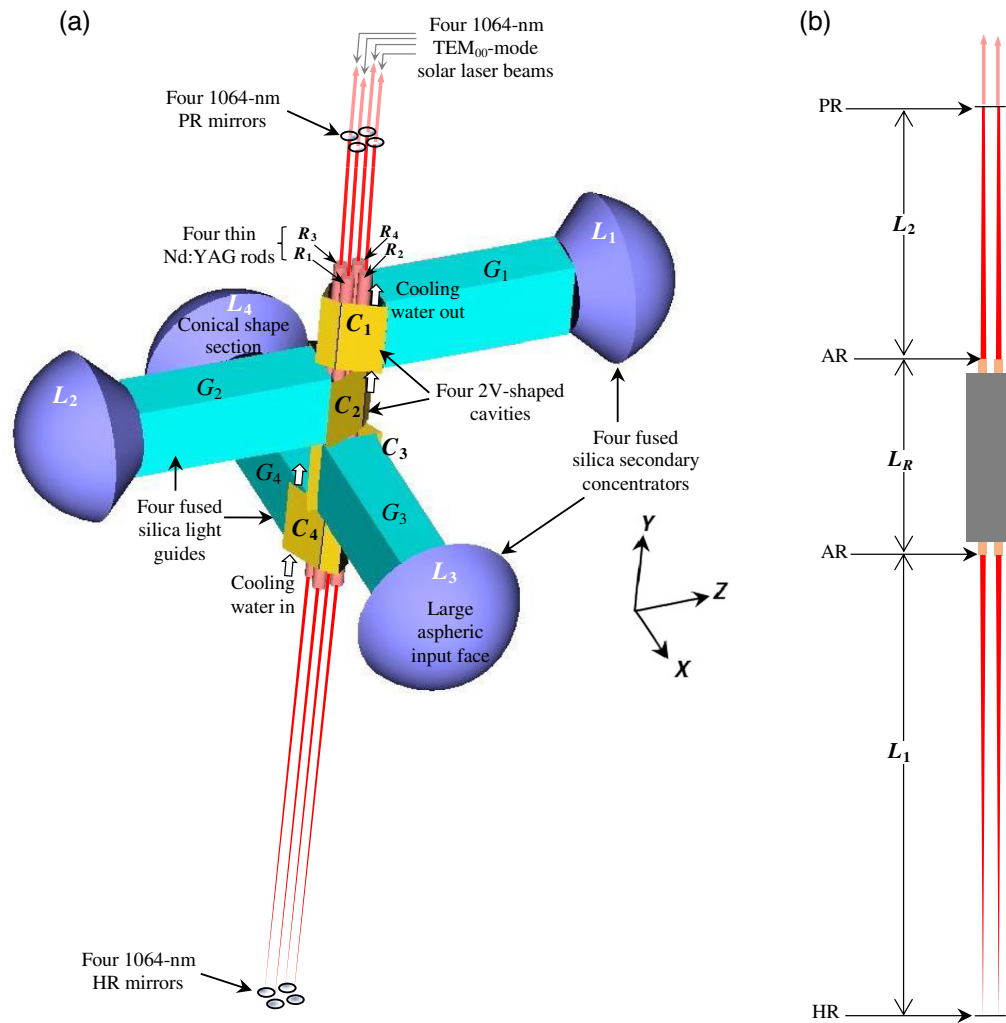 (a)
Four 1064-nm
TEM₀₀-mode
solar laser beams
Four 1064-nm
PR mirrors
Four thin
Nd:YAG rods
R₃
R₁
R₄
R₂
G₁
L₁
Cooling
water out
C₁
L₄
Conical shape
section
L₂
G₂
C₂
Four 2V-shaped
cavities
C₃
Four fused
silica secondary
concentrators
G₄
G₃
Four fused
silica light
guides
C₄
Cooling
water in
L₃
Large
aspheric
input face
Y
Z
X
Four 1064-nm
HR mirrors
(b)
PR
L₂
AR
L_R
AR
L₁
HR